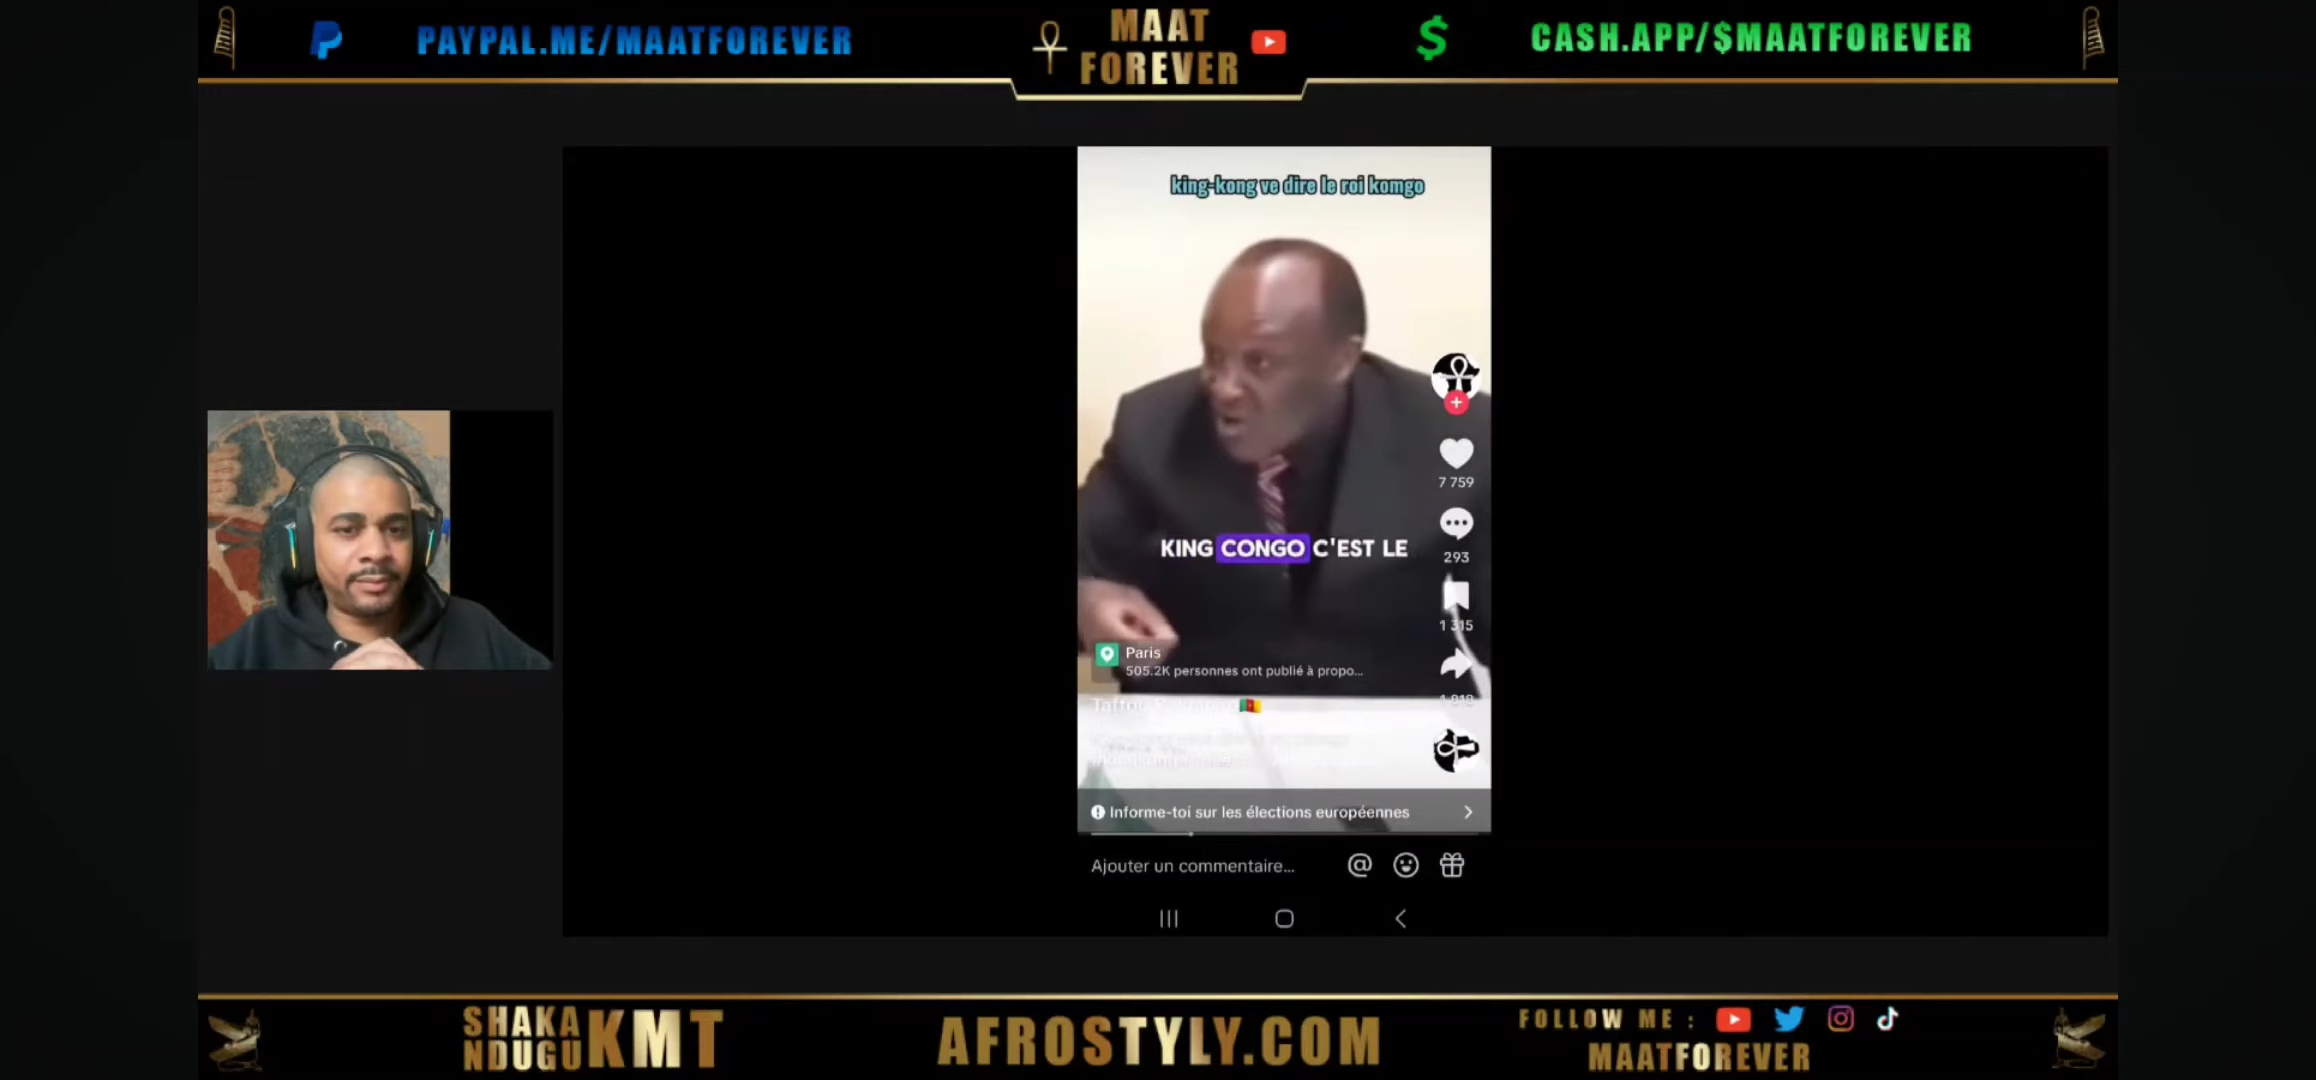 PAYPAL.ME/MAATFOREVER
MAAT
FOREVER
$
CASH.APP/$MAATFOREVER
king-kong ve dire le roi komgo
7 759
KING CONGO C'EST LE
293
1 315
Paris
505.2K personnes ont publié à propo...
Informe-toi sur les élections européennes
Ajouter un commentaire...
SHAKA
NDUGU
KMT
AFROSTYLY.COM
FOLLOW ME :
MAATFOREVER